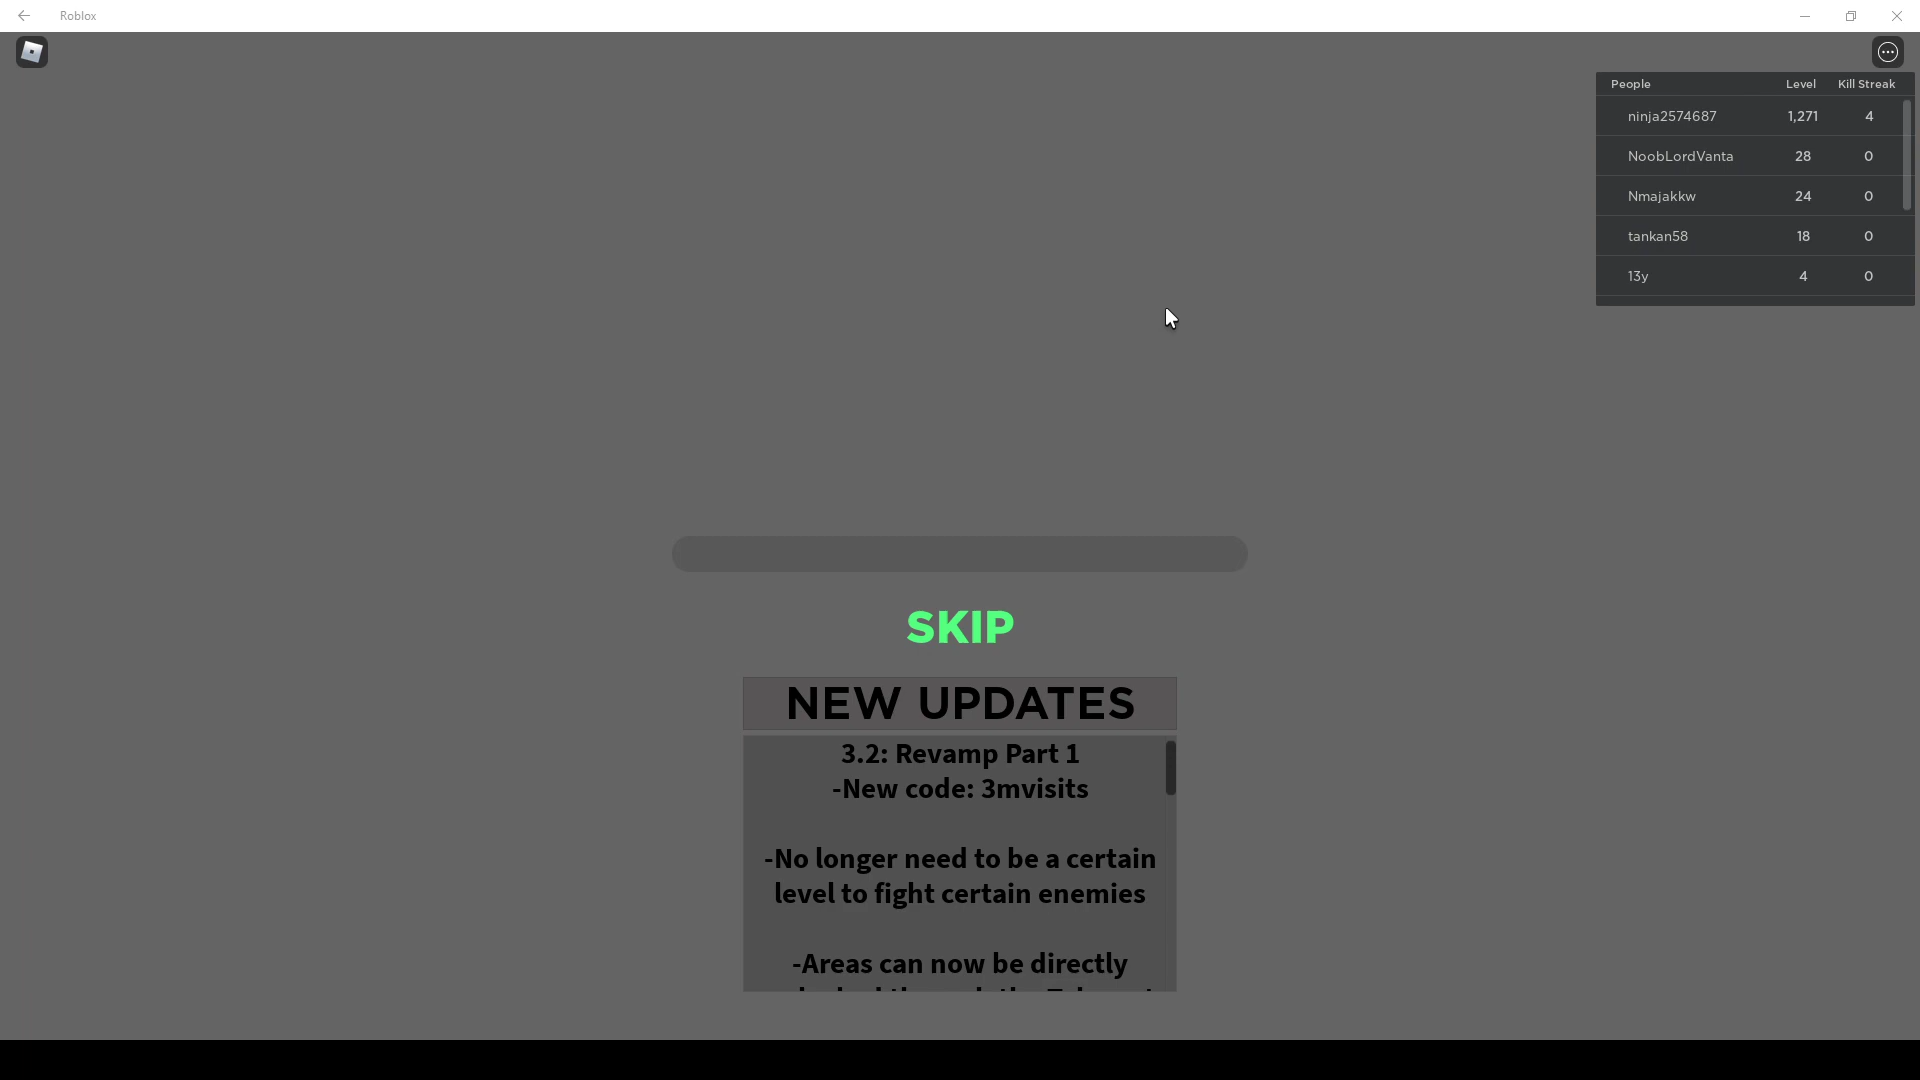 Roblox
People Level Kill Streak
ninja2574687 1,271 4
NoobLordVanta 28 0
Nmajakkw 24 0
tankan58 18 0
13y 4 0
SKIP
NEW UPDATES
3.2: Revamp Part 1
-New code: 3mvisits
-No longer need to be a certain
level to fight certain enemies
-Areas can now be directly